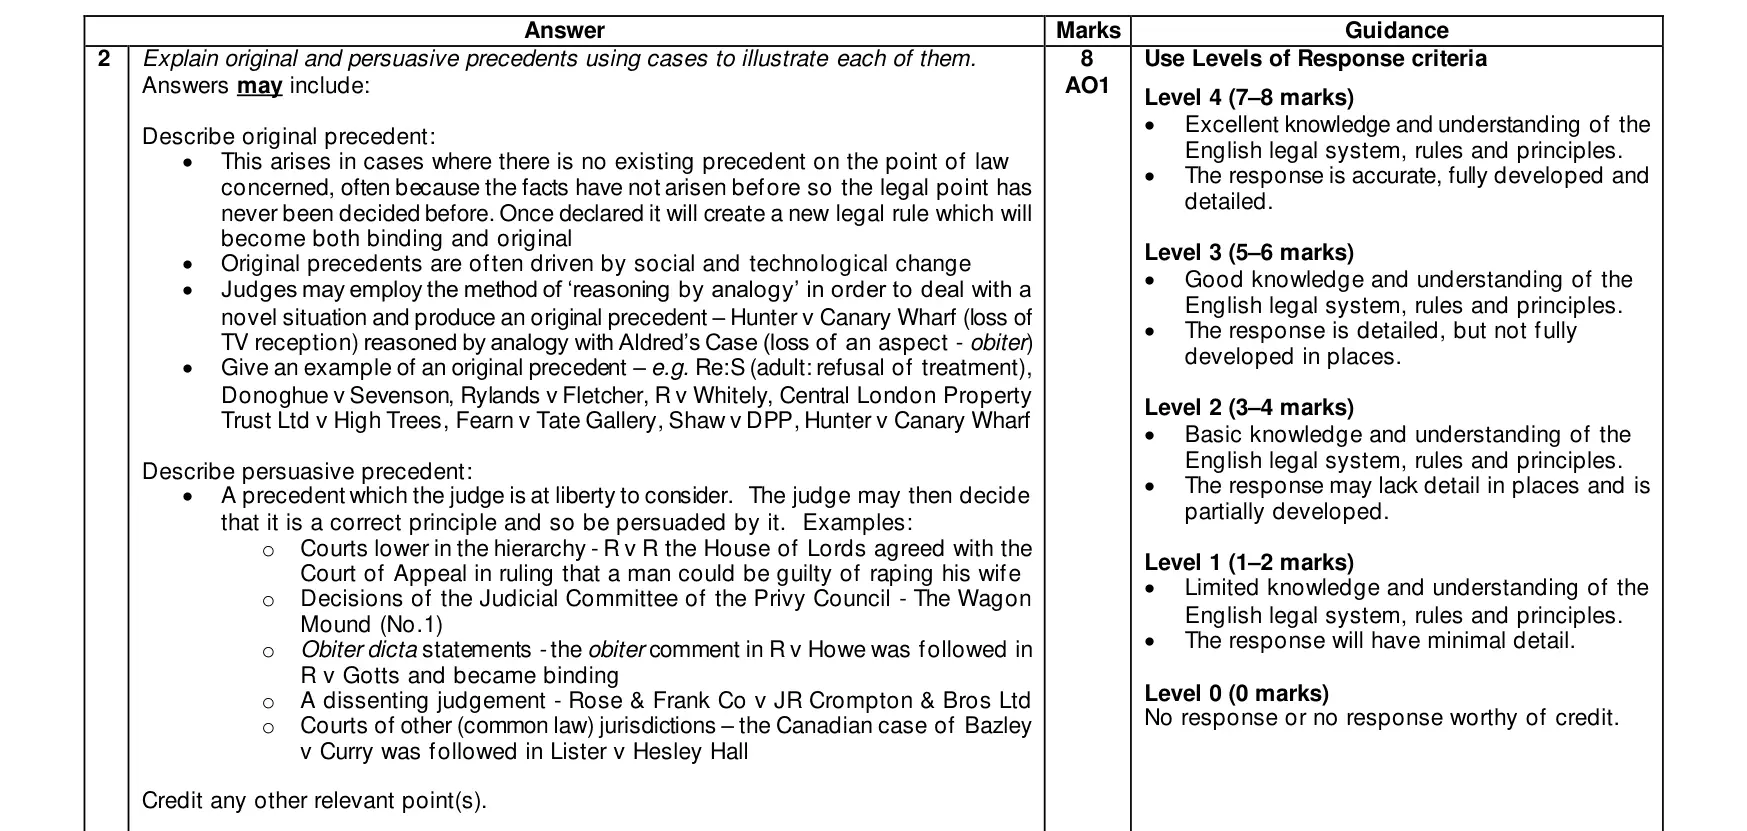 Answer Marks Guidance
2 Explain original and persuasive precedents using cases to illustrate each of them.
Answers may include:
Describe original precedent:
• This arises in cases where there is no existing precedent on the point of law
concerned, often because the facts have not arisen before so the legal point has
never been decided before. Once declared it will create a new legal rule which will
become both binding and original
• Original precedents are often driven by social and technological change
• Judges may employ the method of ‘reasoning by analogy’ in order to deal with a
novel situation and produce an original precedent – Hunter v Canary Wharf (loss of
TV reception) reasoned by analogy with Aldred’s Case (loss of an aspect - obiter)
• Give an example of an original precedent – e.g. Re:S (adult: refusal of treatment),
Donoghue v Sevenson, Rylands v Fletcher, R v Whitely, Central London Property
Trust Ltd v High Trees, Fearn v Tate Gallery, Shaw v DPP, Hunter v Canary Wharf
Describe persuasive precedent:
• A precedent which the judge is at liberty to consider. The judge may then decide
that it is a correct principle and so be persuaded by it. Examples:
o Courts lower in the hierarchy - R v R the House of Lords agreed with the
Court of Appeal in ruling that a man could be guilty of raping his wife
o Decisions of the Judicial Committee of the Privy Council - The Wagon
Mound (No.1)
o Obiter dicta statements - the obiter comment in R v Howe was followed in
R v Gotts and became binding
o A dissenting judgement - Rose & Frank Co v JR Crompton & Bros Ltd
o Courts of other (common law) jurisdictions – the Canadian case of Bazley
v Curry was followed in Lister v Hesley Hall
Credit any other relevant point(s).
8
AO1
Use Levels of Response criteria
Level 4 (7–8 marks)
• Excellent knowledge and understanding of the
English legal system, rules and principles.
• The response is accurate, fully developed and
detailed.
Level 3 (5–6 marks)
• Good knowledge and understanding of the
English legal system, rules and principles.
• The response is detailed, but not fully
developed in places.
Level 2 (3–4 marks)
• Basic knowledge and understanding of the
English legal system, rules and principles.
• The response may lack detail in places and is
partially developed.
Level 1 (1–2 marks)
• Limited knowledge and understanding of the
English legal system, rules and principles.
• The response will have minimal detail.
Level 0 (0 marks)
No response or no response worthy of credit.